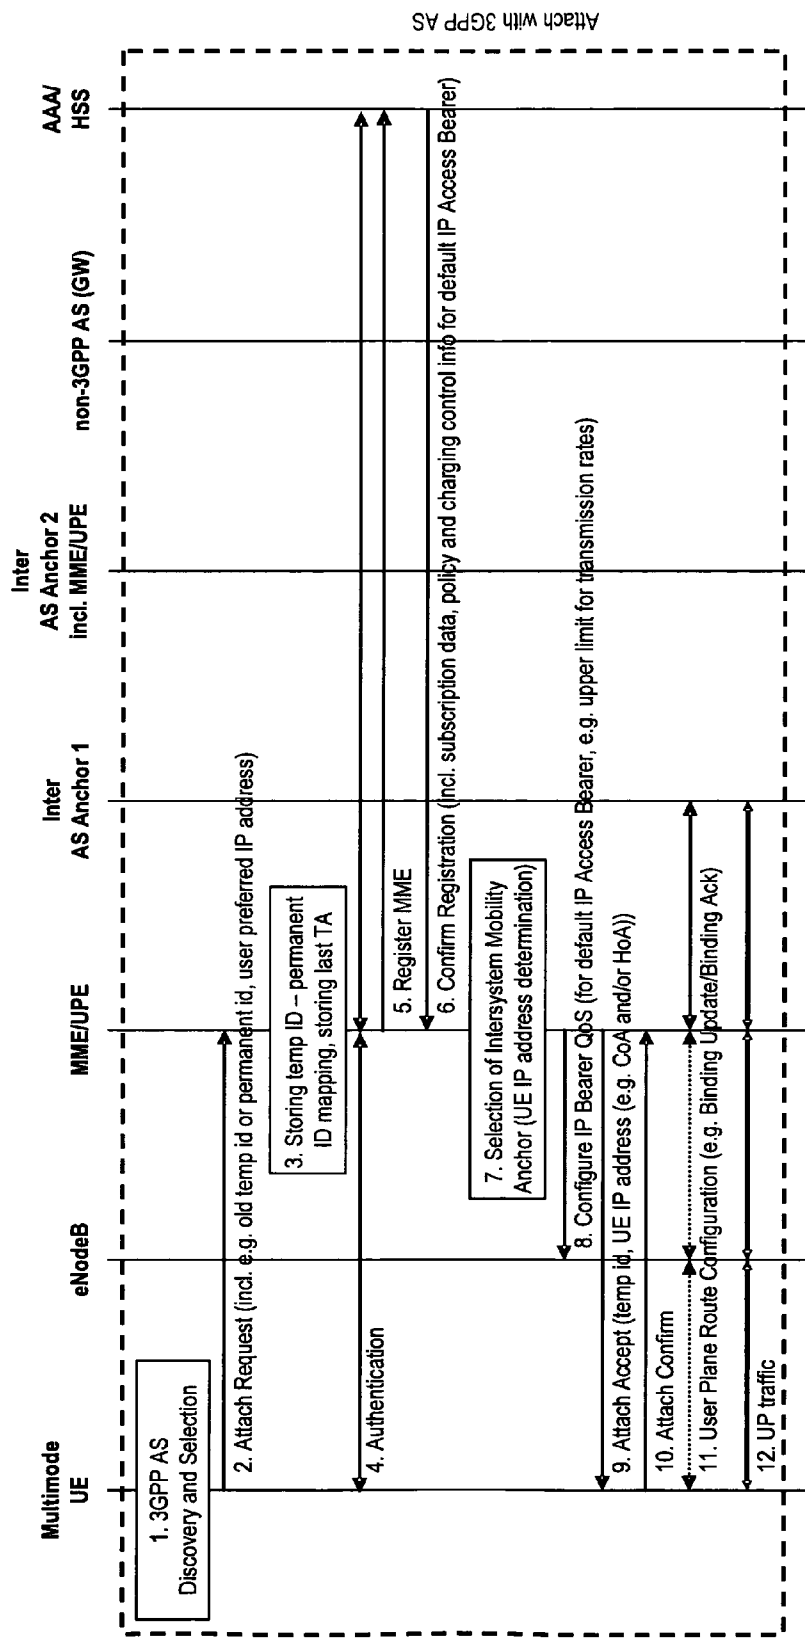 Multimode
UE
eNodeB
MME/UPE
Inter
AS Anchor 1
Inter
AS Anchor 2
incl. MME/UPE
non-3GPP AS (GW)
AAA/
HSS
1. 3GPP AS
Discovery and Selection
2. Attach Request (incl. e.g. old temp id or permanent id, user preferred IP address)
3. Storing temp ID – permanent
ID mapping, storing last TA
4. Authentication
5. Register MME
6. Confirm Registration (incl. subscription data, policy and charging control info for default IP Access Bearer)
7. Selection of Intersystem Mobility
Anchor (UE IP address determination)
8. Configure IP Bearer QoS (for default IP Access Bearer, e.g. upper limit for transmission rates)
9. Attach Accept (temp id, UE IP address (e.g. CoA and/or HoA))
10. Attach Confirm
11. User Plane Route Configuration (e.g. Binding Update/Binding Ack)
12. UP traffic
Attach with 3GPP AS